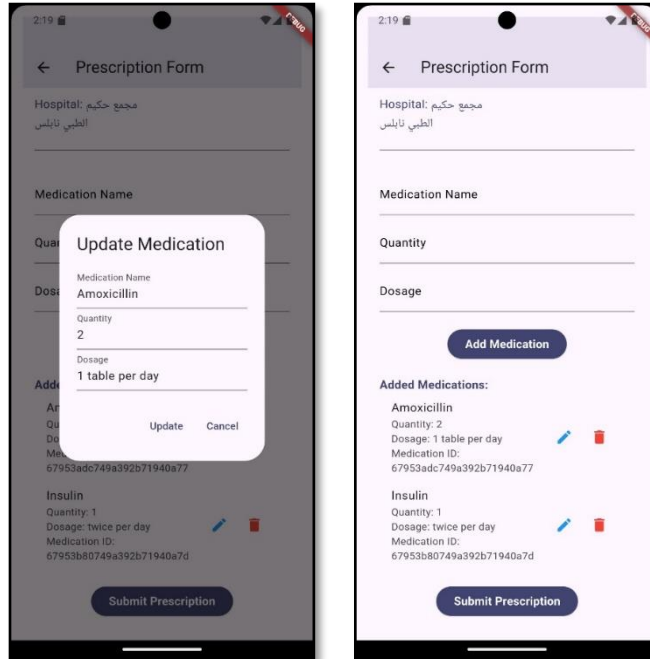 2:19
DEBUG
Prescription Form
Hospital: مجمع حكيم
الطبي نابلس
Medication Name
Update Medication
Medication Name
Amoxicillin
Quantity
2
Dosage
1 table per day
Update Cancel
67953adc749a392b71940a77
Insulin
Quantity: 1
Dosage: twice per day
Medication ID:
67953b80749a392b71940a7d
Submit Prescription
2:19
DEBUG
Prescription Form
Hospital: مجمع حكيم
الطبي نابلس
Medication Name
Quantity
Dosage
Add Medication
Added Medications:
Amoxicillin
Quantity: 2
Dosage: 1 table per day
Medication ID:
67953adc749a392b71940a77
Insulin
Quantity: 1
Dosage: twice per day
Medication ID:
67953b80749a392b71940a7d
Submit Prescription